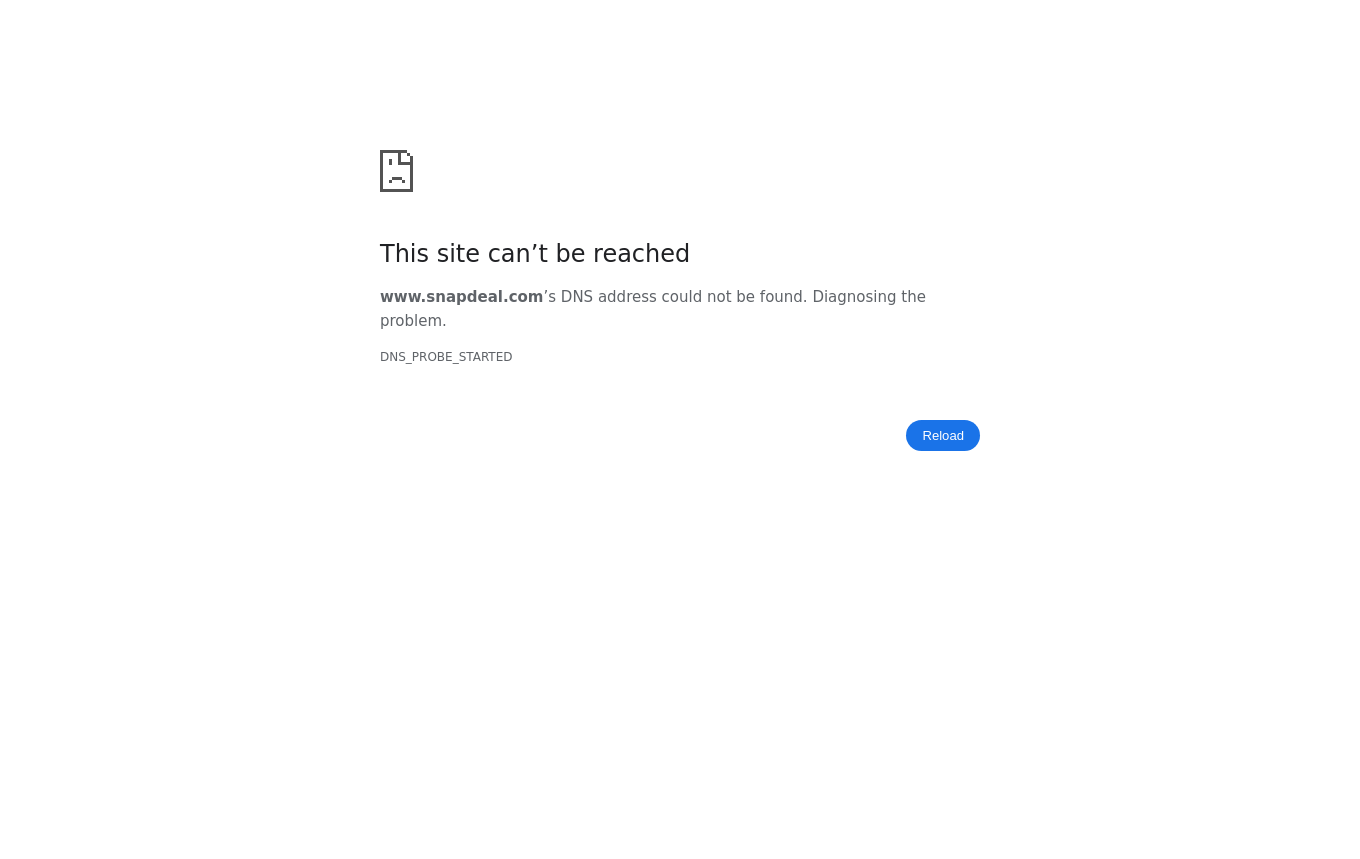 This site can’t be reached
www.snapdeal.com’s DNS address could not be found. Diagnosing the
problem.
DNS_PROBE_STARTED
Reload